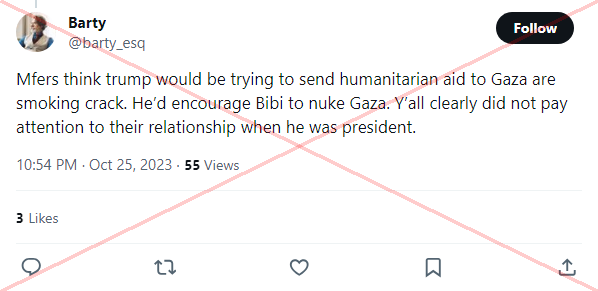 Barty
@barty_esq
Follow
Mfers think trump would be trying to send humanitarian aid to Gaza are
smoking crack. He’d encourage Bibi to nuke Gaza. Y’all clearly did not pay
attention to their relationship when he was president.
10:54 PM · Oct 25, 2023 · 55 Views
3 Likes